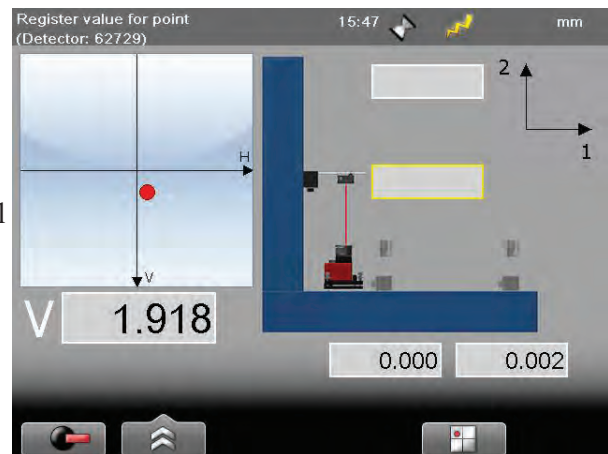 Register value for point 15:47 mm
(Detector: 62729)
2
H
1
l
V
V 1.918
0.000 0.002